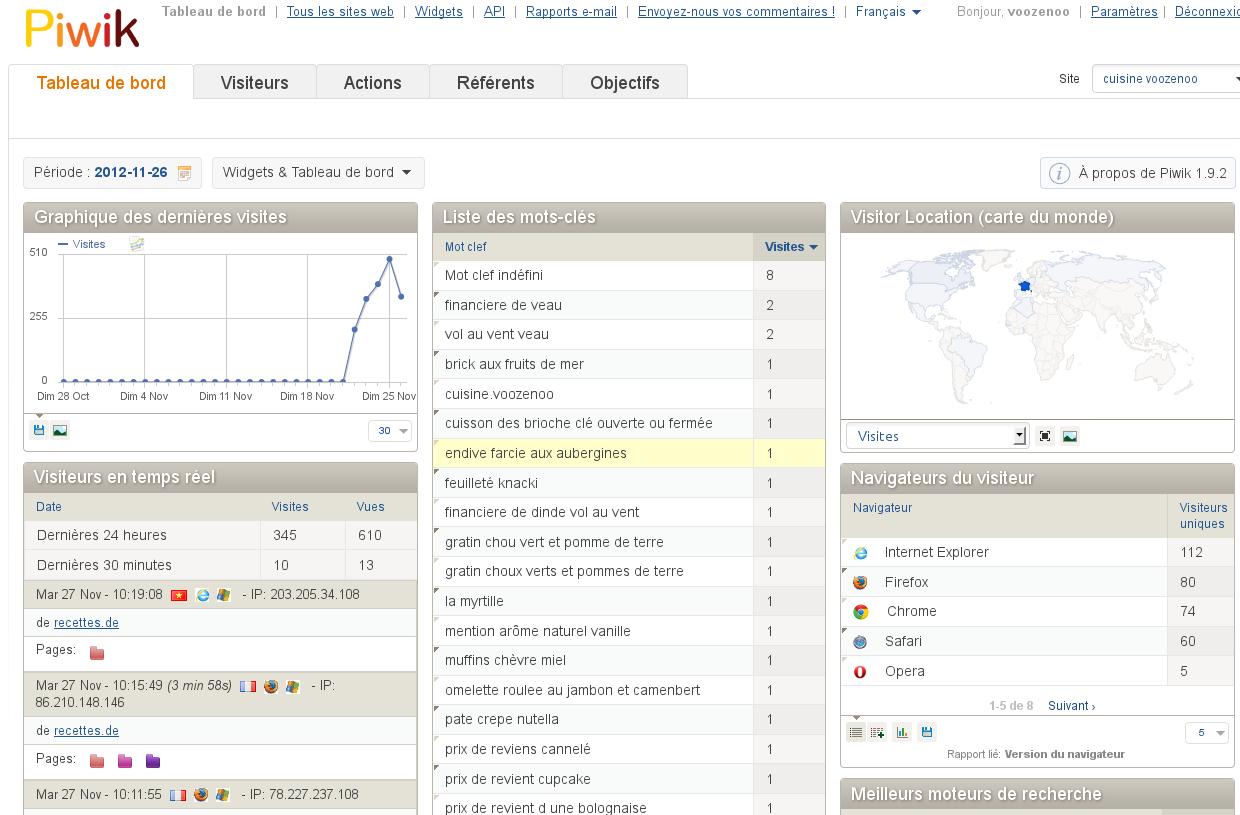 Piwik
Tableau de bord | Tous les sites web | Widgets | API | Rapports e-mail | Envoyez-nous vos commentaires ! | Français
Bonjour, voozenoo | Paramètres | Déconnexio
Tableau de bord
Visiteurs
Actions
Référents
Objectifs
Site
cuisine voozenoo
Période : 2012-11-26
Widgets & Tableau de bord
À propos de Piwik 1.9.2
Graphique des dernières visites
Visites
510
255
0
Dim 28 Oct
Dim 4 Nov
Dim 11 Nov
Dim 18 Nov
Dim 25 Nov
30
Visiteurs en temps réel
Date Visites Vues
Dernières 24 heures 345 610
Dernières 30 minutes 10 13
Mar 27 Nov - 10:19:08 - IP: 203.205.34.108
de recettes.de
Pages:
Mar 27 Nov - 10:15:49 (3 min 58s) - IP:
86.210.148.146
de recettes.de
Pages:
Mar 27 Nov - 10:11:55 - IP: 78.227.237.108
Liste des mots-clés
Mot clef Visites
Mot clef indéfini 8
financiere de veau 2
vol au vent veau 2
brick aux fruits de mer 1
cuisine.voozenoo 1
cuisson des brioche clé ouverte ou fermée 1
endive farcie aux aubergines 1
feuilleté knacki 1
financiere de dinde vol au vent 1
gratin chou vert et pomme de terre 1
gratin choux verts et pommes de terre 1
la myrtille 1
mention arôme naturel vanille 1
muffins chèvre miel 1
omelette roulee au jambon et camenbert 1
pate crepe nutella 1
prix de reviens cannelé 1
prix de revient cupcake 1
prix de revient d une bolognaise 1
Visitor Location (carte du monde)
Visites
Navigateurs du visiteur
Navigateur Visiteurs
uniques
Internet Explorer 112
Firefox 80
Chrome 74
Safari 60
Opera 5
1-5 de 8 Suivant ›
5
Rapport lié: Version du navigateur
Meilleurs moteurs de recherche